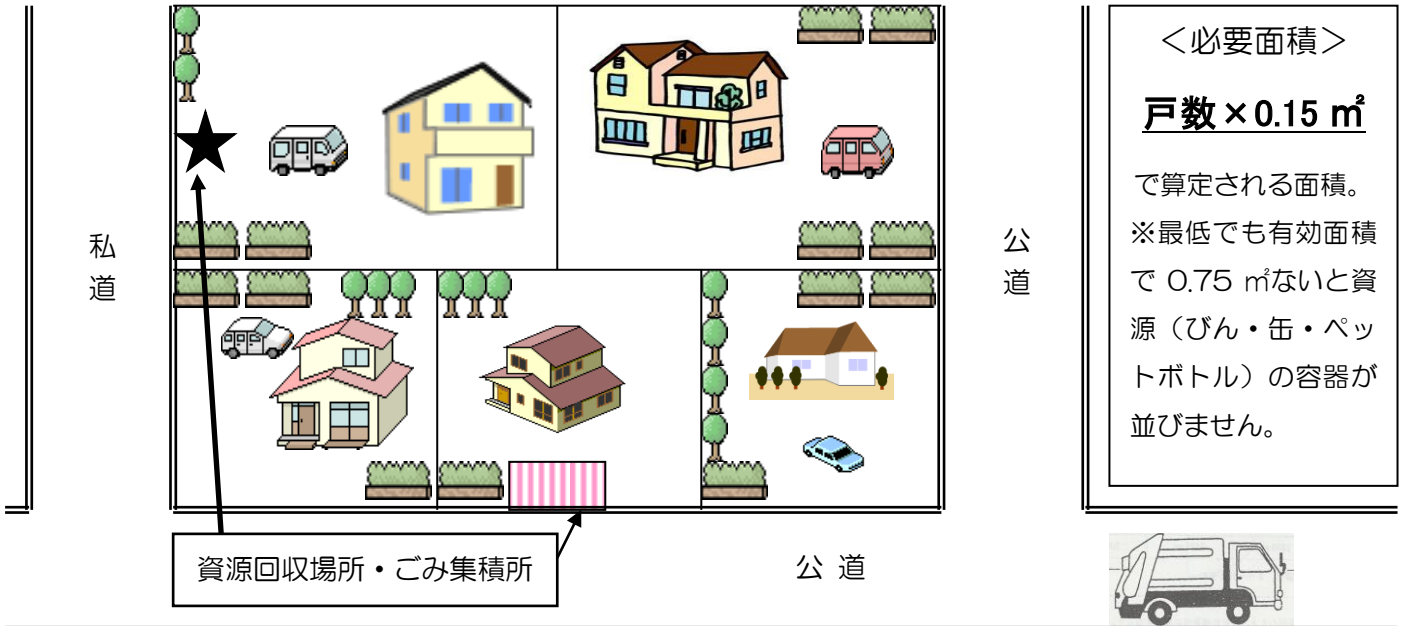 私
道
資源回収場所・ごみ集積所
公 道
公
道
＜必要面積＞
戸数×0.15 ㎡
で算定される面積。
※最低でも有効面積
で 0.75 ㎡ないと資
源（びん・缶・ペッ
トボトル）の容器が
並びません。